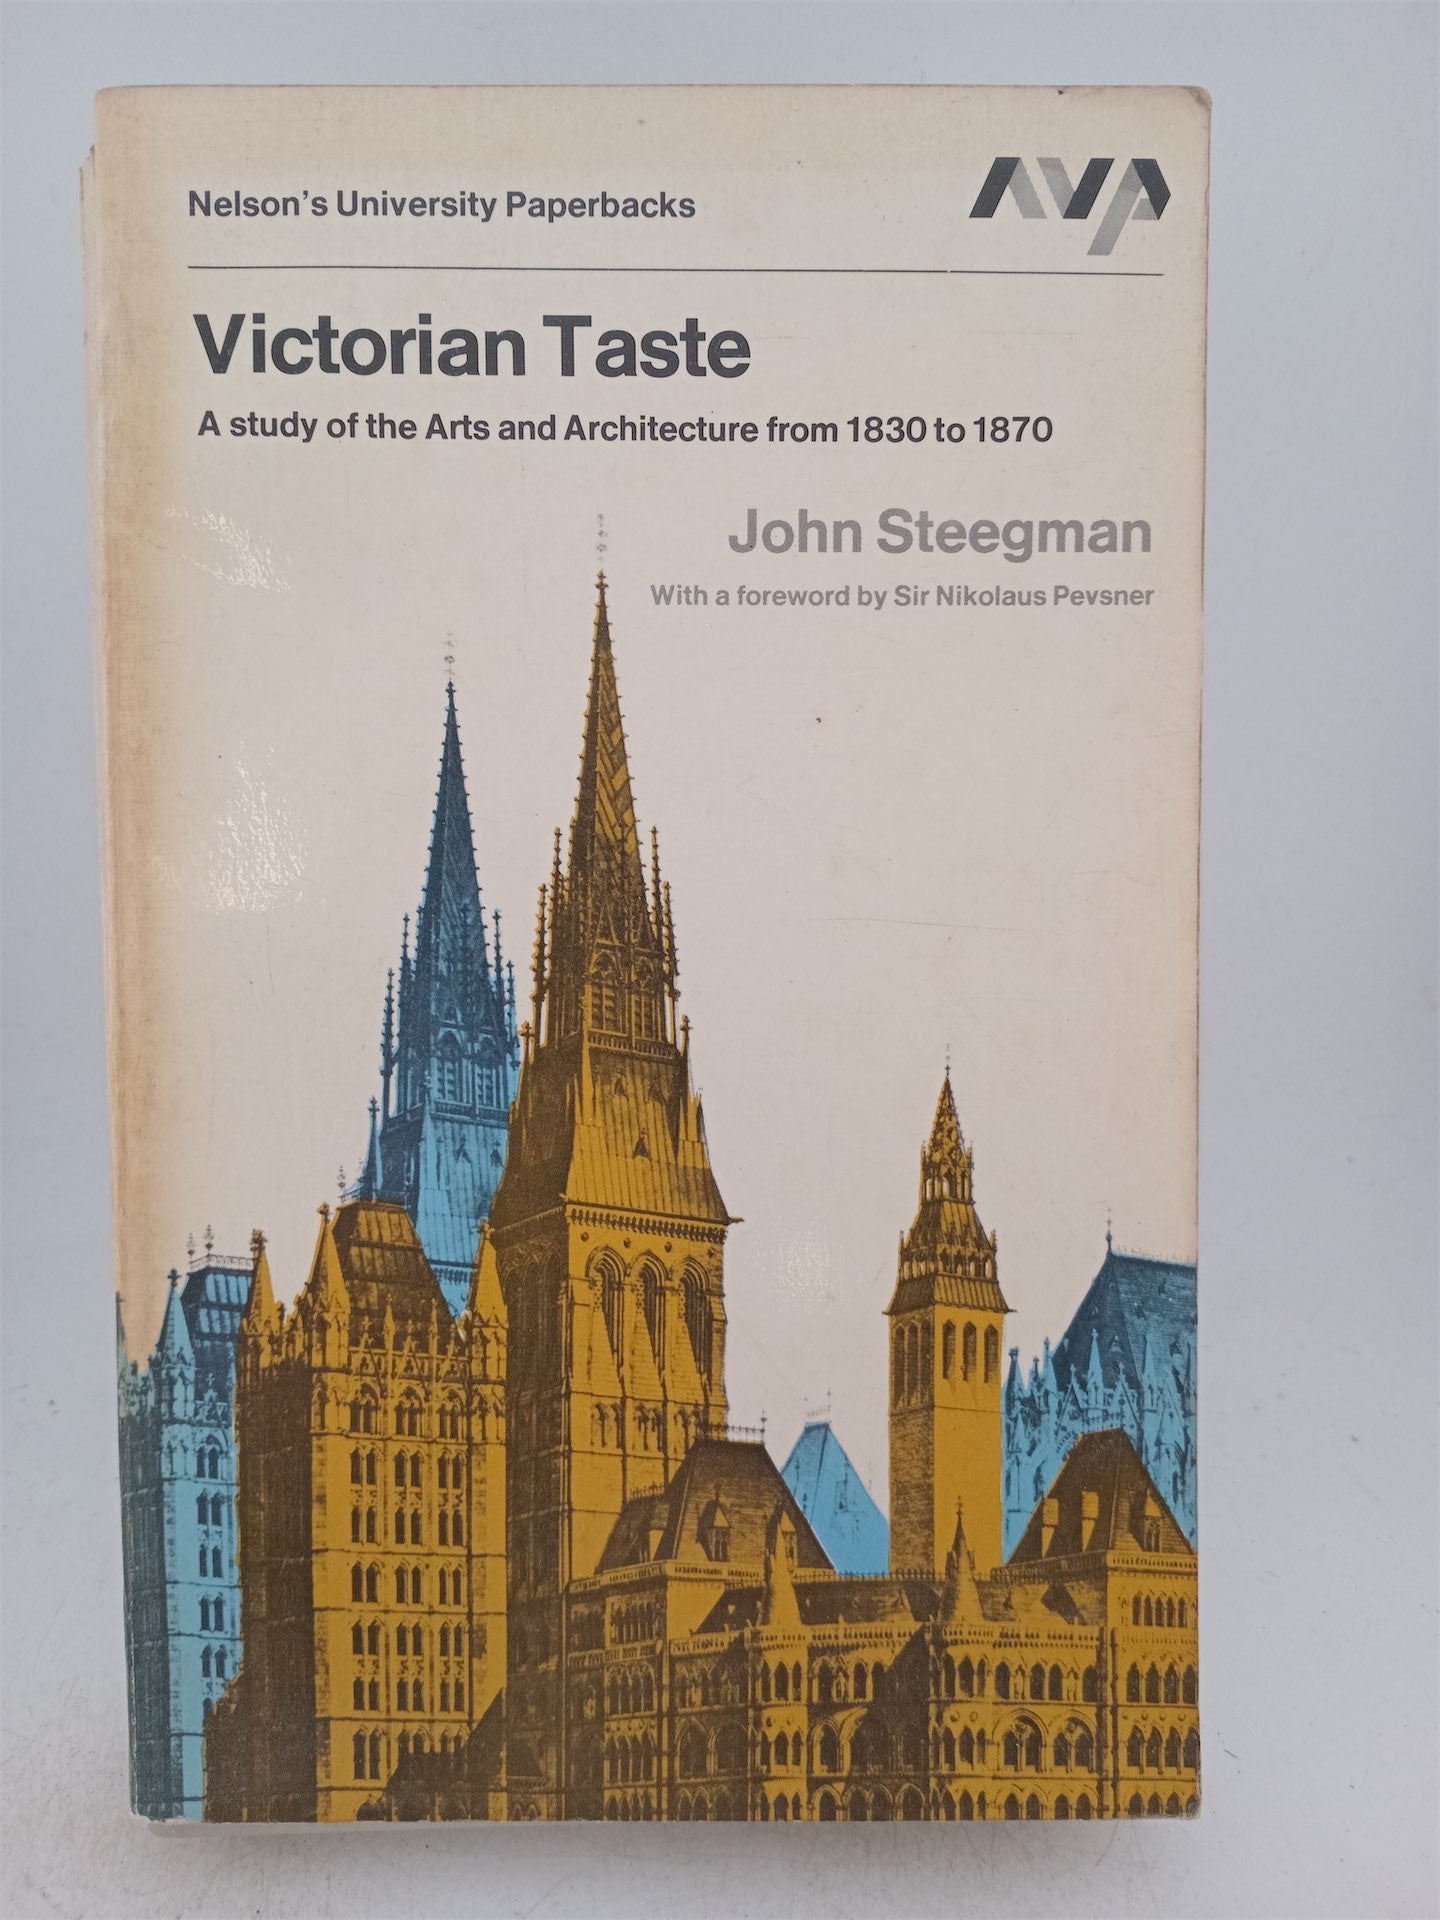 Nelson's University Paperbacks
NUP
Victorian Taste
A study of the Arts and Architecture from 1830 to 1870
John Steegman
With a foreword by Sir Nikolaus Pevsner